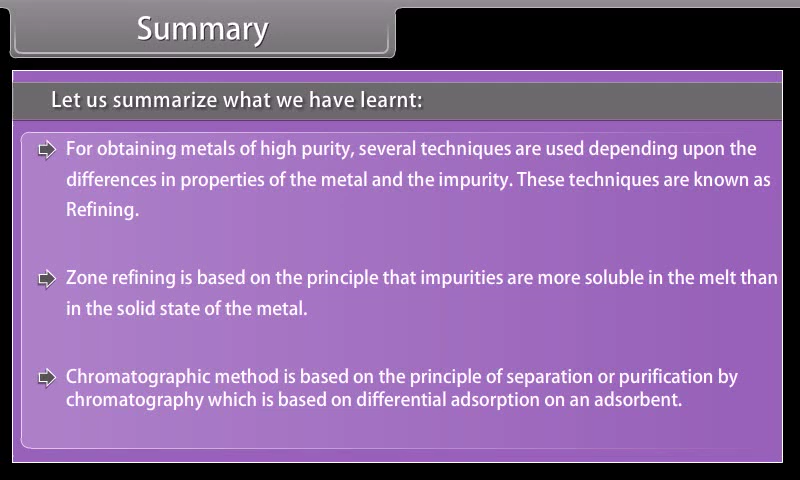 Summary
Let us summarize what we have learnt:
For obtaining metals of high purity, several techniques are used depending upon the
differences in properties of the metal and the impurity. These techniques are known as
Refining.
Zone refining is based on the principle that impurities are more soluble in the melt than
in the solid state of the metal.
Chromatographic method is based on the principle of separation or purification by
chromatography which is based on differential adsorption on an adsorbent.